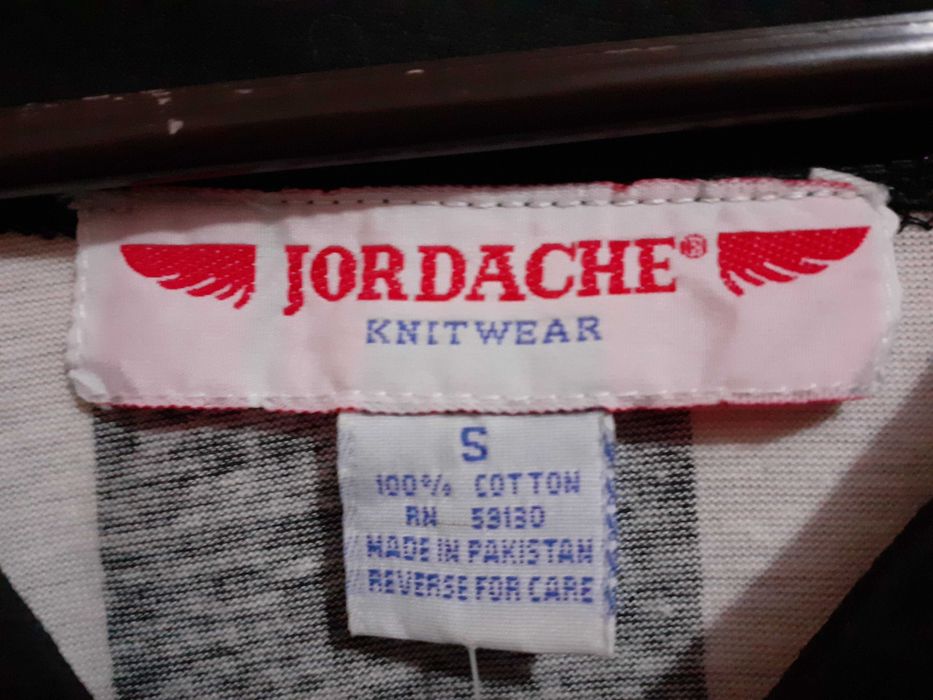 JORDACHE®
KNITWEAR
S
100% COTTON
RN 59130
MADE IN PAKISTAN
REVERSE FOR CARE